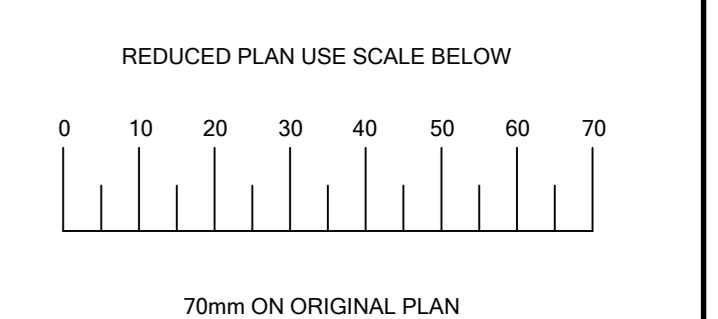 REDUCED PLAN USE SCALE BELOW
0 10 20 30 40 50 60 70
70mm ON ORIGINAL PLAN